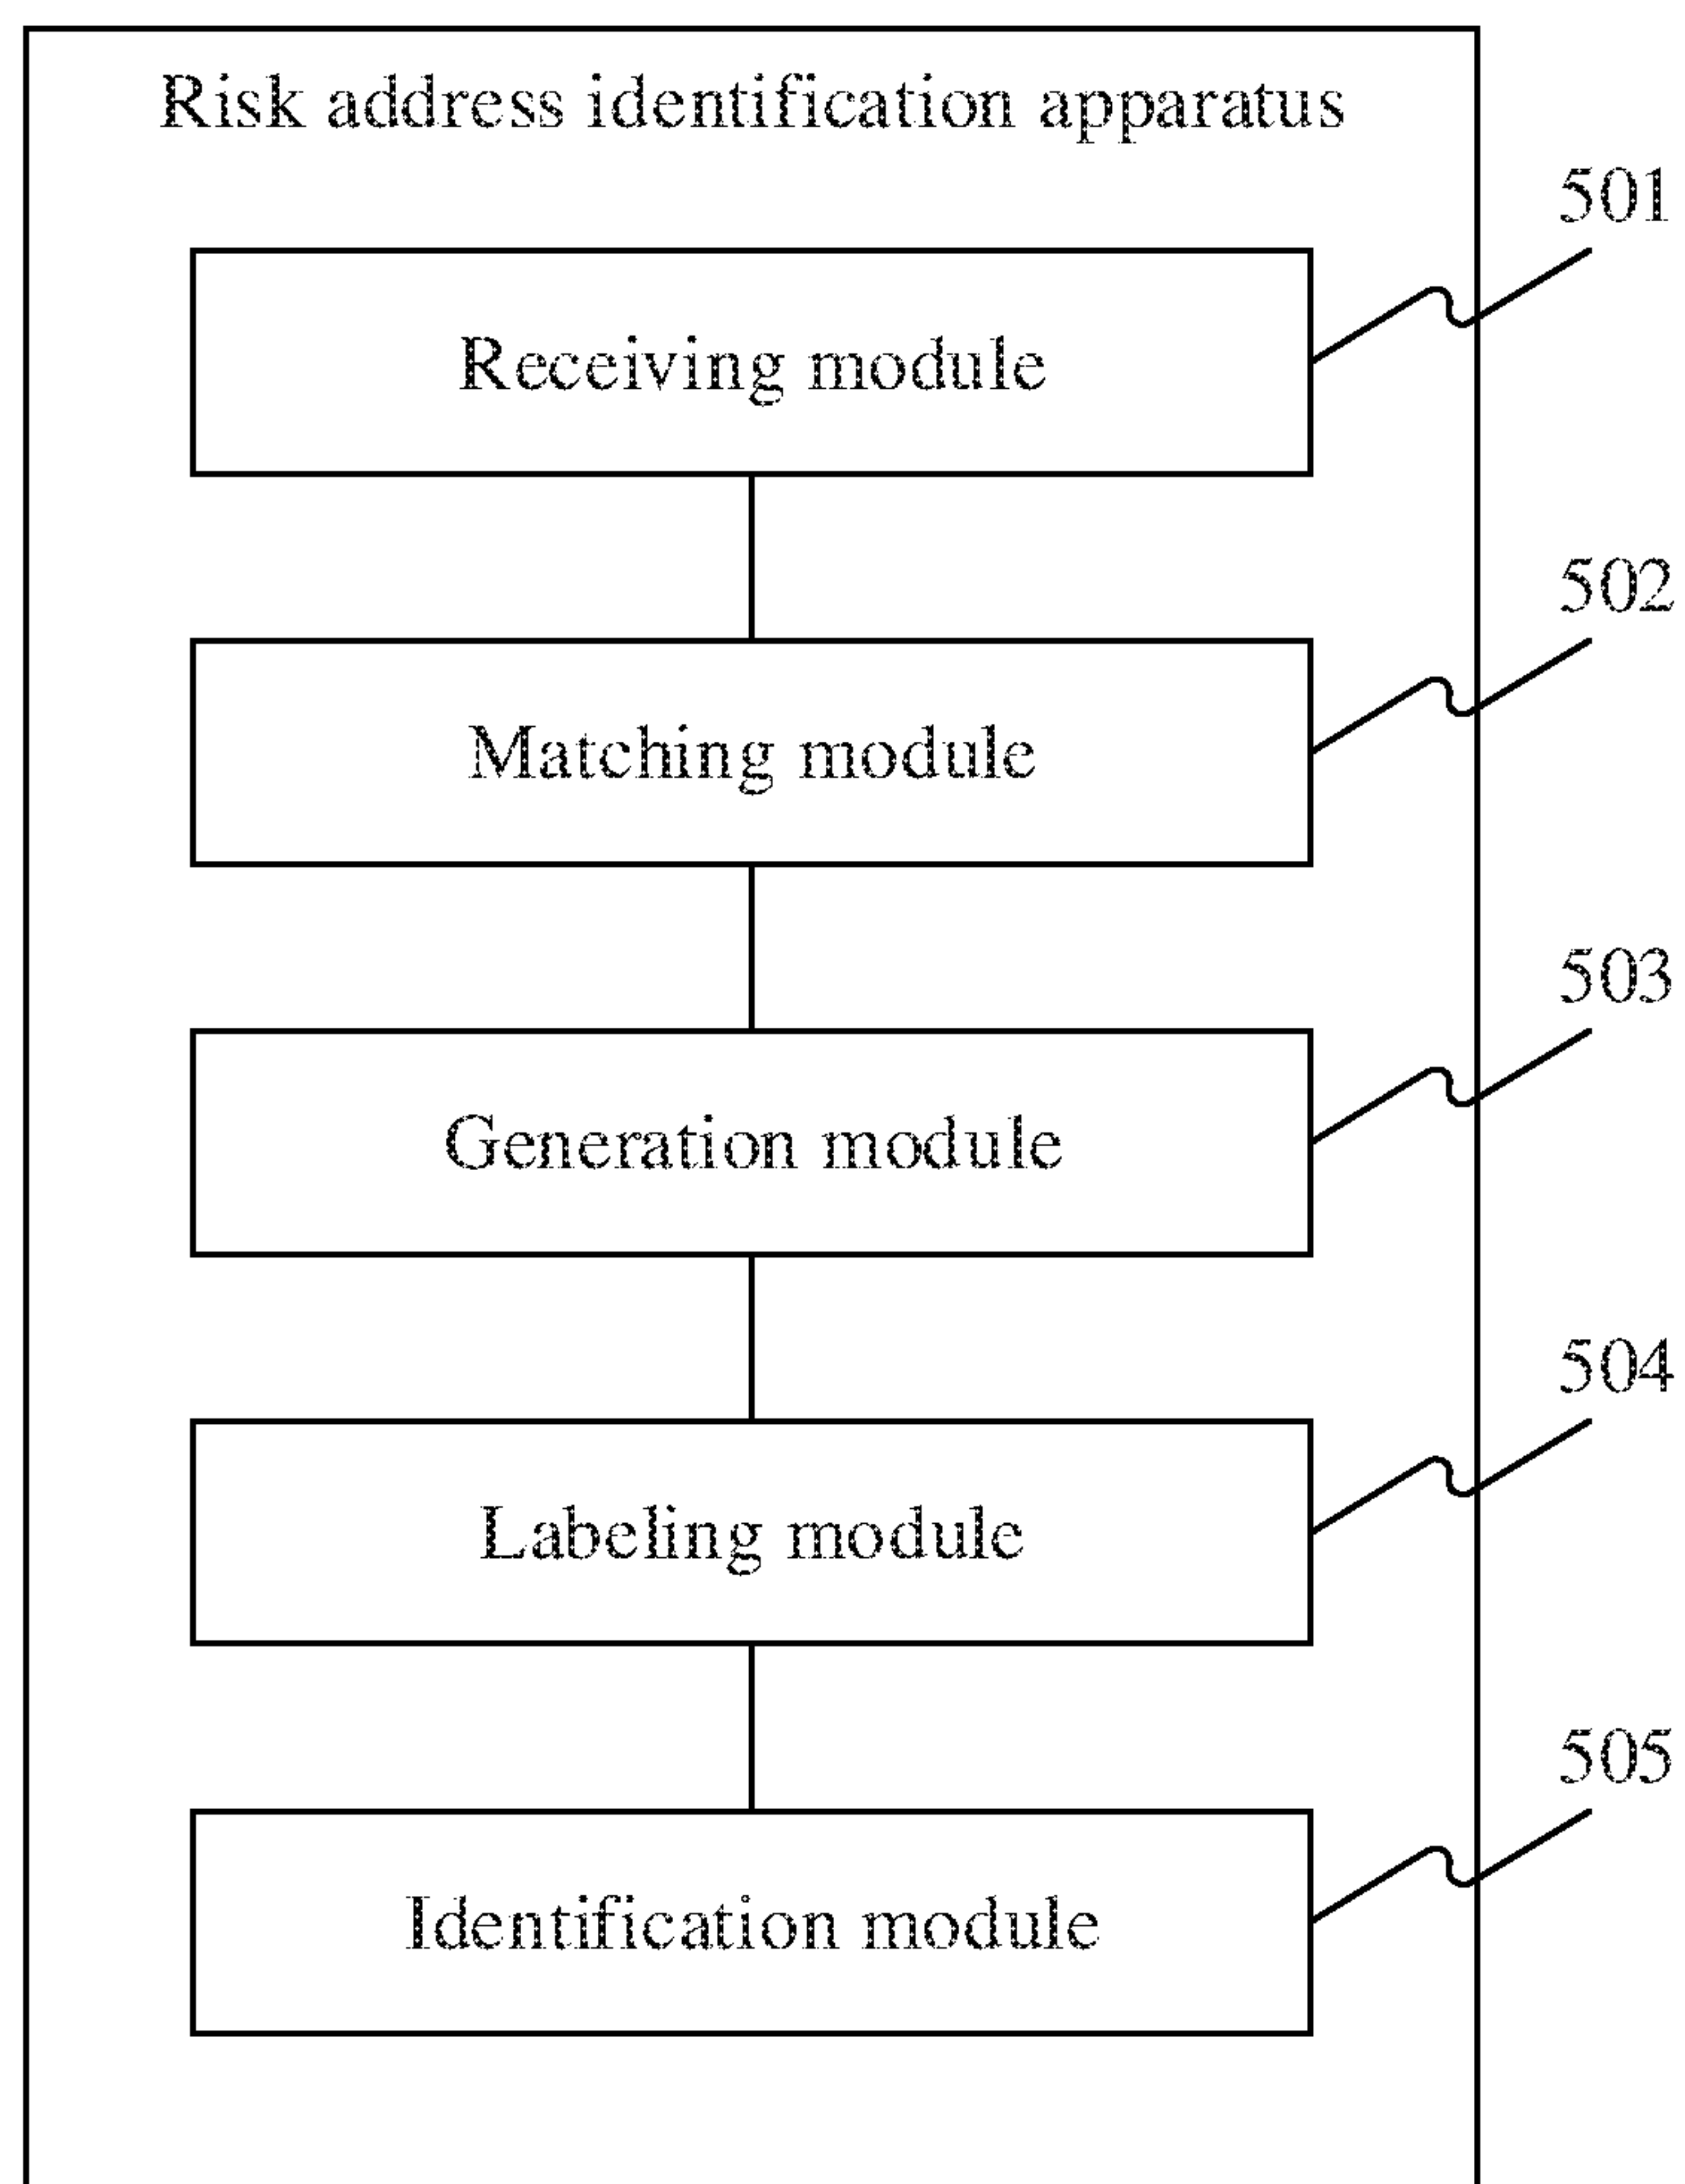 Risk address identification apparatus
501
Receiving module
502
Matching module
503
Generation module
504
Labeling module
505
Identification module